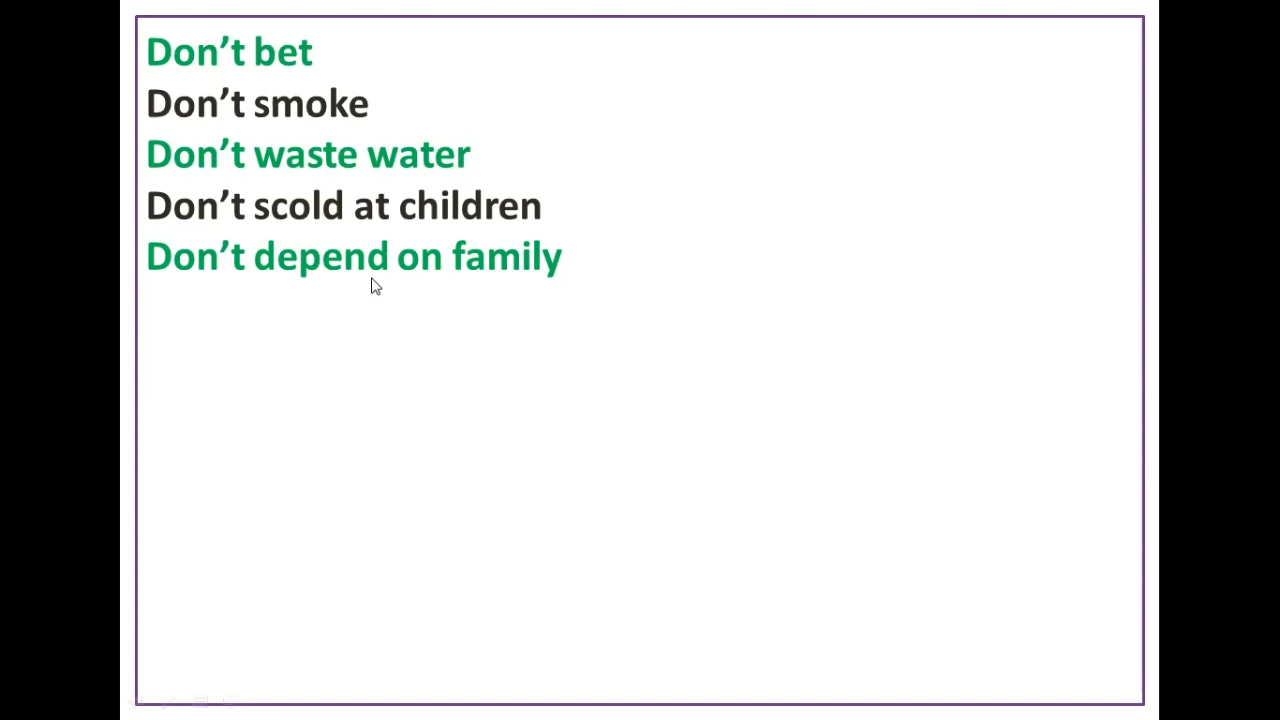 Don’t bet
Don’t smoke
Don’t waste water
Don’t scold at children
Don’t depend on family